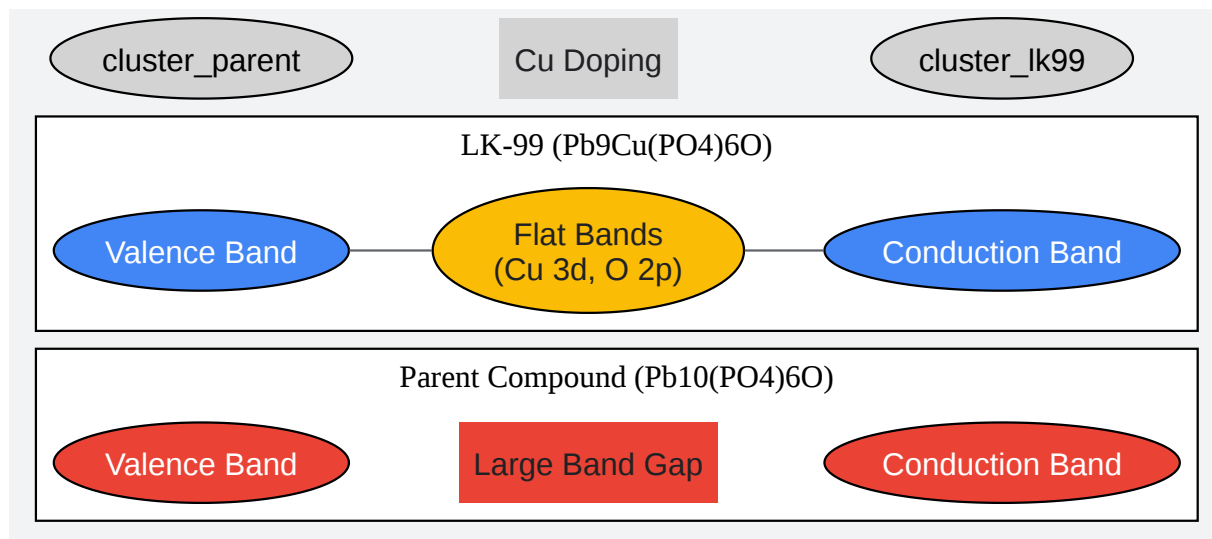 cluster_parent
Cu Doping
cluster_lk99
LK-99 (Pb9Cu(PO4)6O)
Valence Band
Flat Bands
(Cu 3d, O 2p)
Conduction Band
Parent Compound (Pb10(PO4)6O)
Valence Band
Large Band Gap
Conduction Band